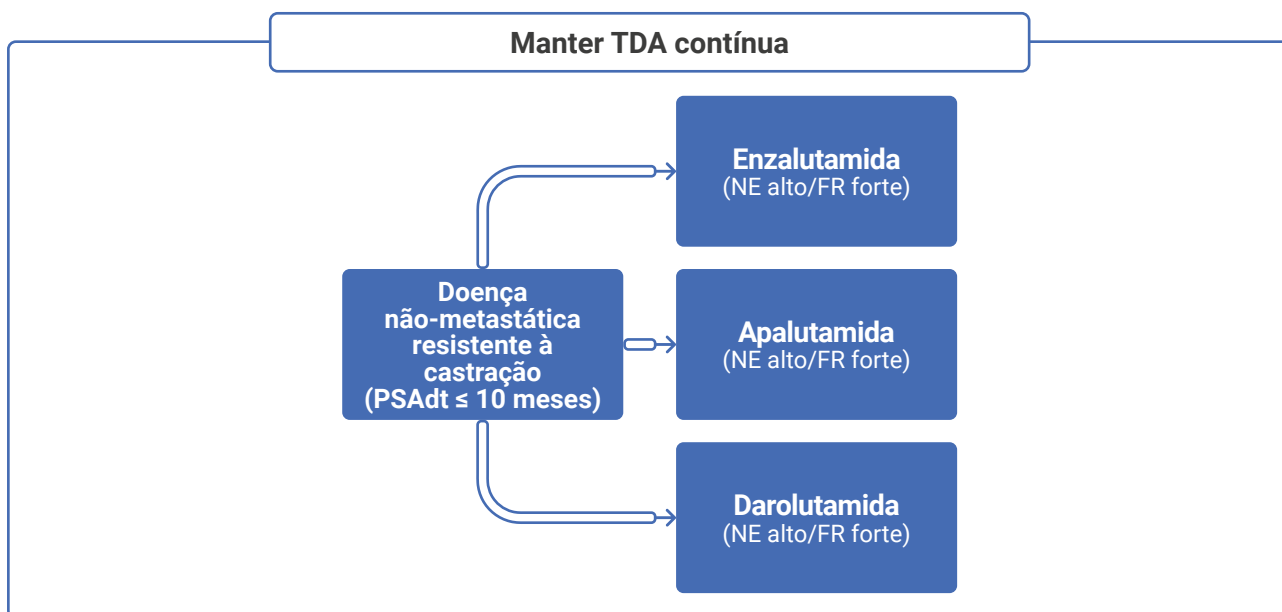 Manter TDA contínua
Enzalutamida
(NE alto/FR forte)
Doença
não-metastática
resistente à
castração
(PSAdt ≤ 10 meses)
Apalutamida
(NE alto/FR forte)
Darolutamida
(NE alto/FR forte)